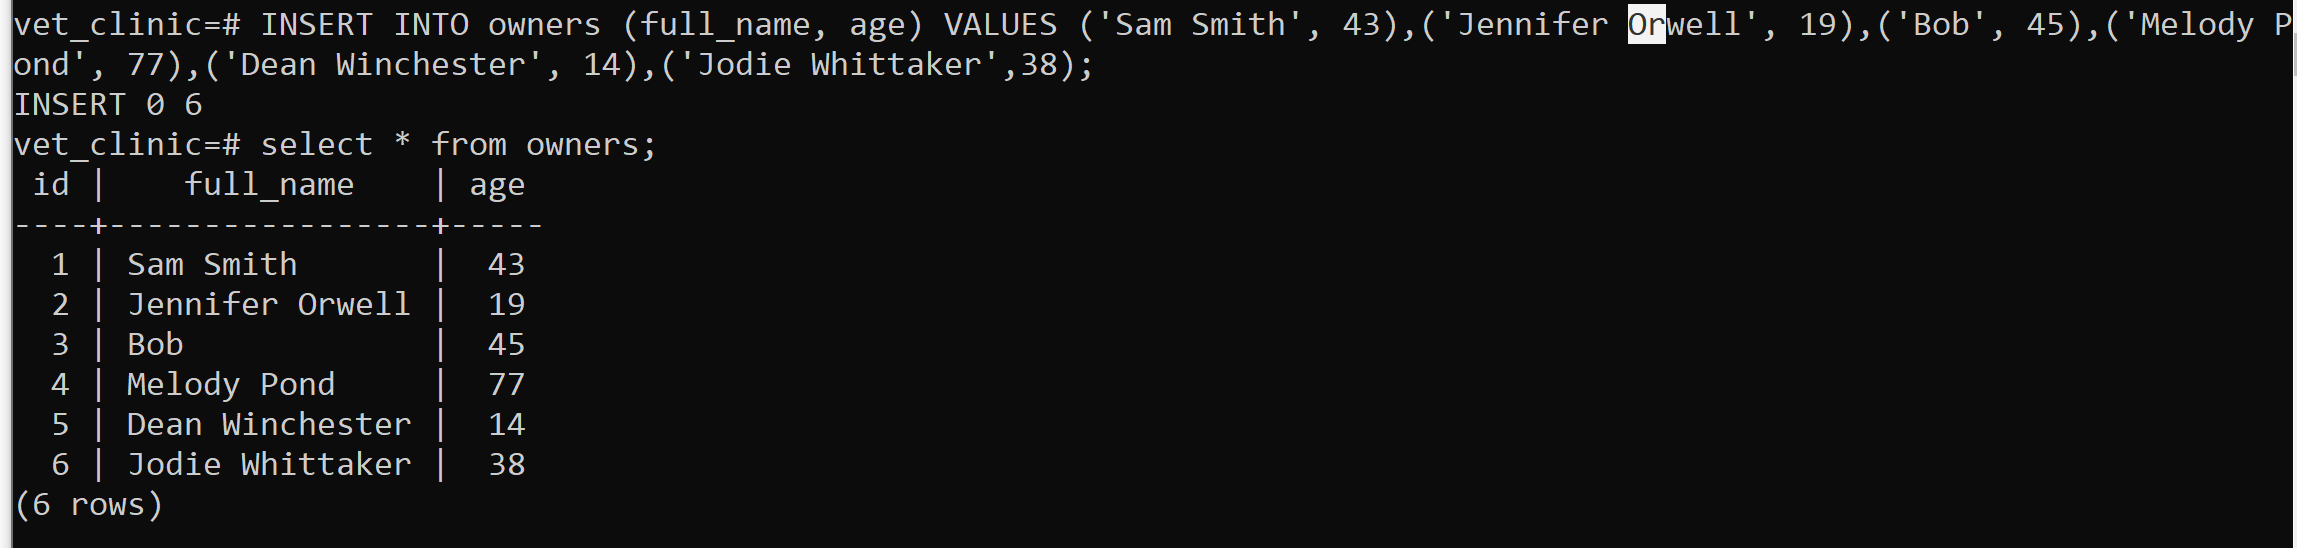 vet_clinic=# INSERT INTO owners (full_name, age) VALUES ('Sam Smith', 43),('Jennifer Orwell', 19),('Bob', 45),('Melody P
ond', 77),('Dean Winchester', 14),('Jodie Whittaker',38);
INSERT 0 6
vet_clinic=# select * from owners;
 id |    full_name    | age
----+-----------------+-----
  1 | Sam Smith       |  43
  2 | Jennifer Orwell |  19
  3 | Bob             |  45
  4 | Melody Pond     |  77
  5 | Dean Winchester |  14
  6 | Jodie Whittaker |  38
(6 rows)